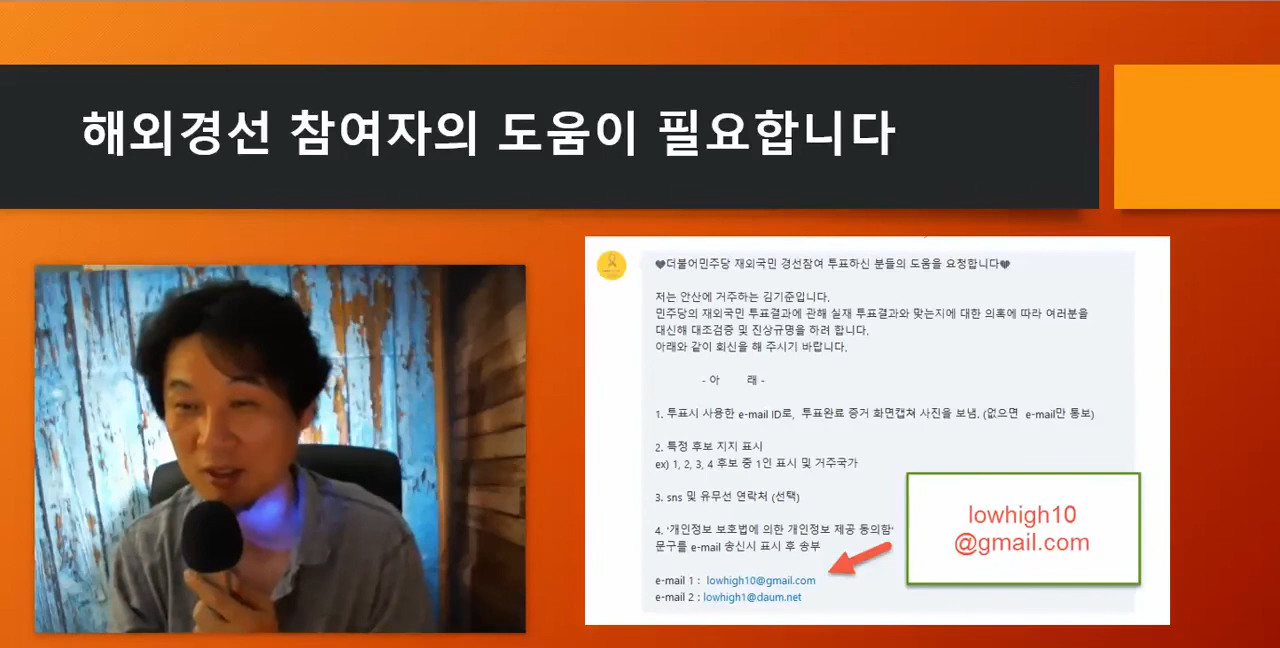 해외경선 참여자의 도움이 필요합니다
♥더불어민주당 재외국민 경선참여 투표하신 분들의 도움을 요청합니다♥
저는 안산에 거주하는 김기준입니다.
민주당의 재외국민 투표결과에 관해 실재 투표결과와 맞는지에 대한 의혹에 따라 여러분을
대신해 대조검증 및 진상규명을 하려 합니다.
아래와 같이 회신을 해 주시기 바랍니다.
- 아 래 -
1. 투표시 사용한 e-mail ID로, 투표완료 증거 화면캡쳐 사진을 보냄. (없으면 e-mail만 통보)
2. 특정 후보 지지 표시
ex) 1, 2, 3, 4 후보 중 1인 표시 및 거주국가
3. sns 및 유무선 연락처 (선택)
4. '개인정보 보호법에 의한 개인정보 제공 동의함'
문구를 e-mail 송신시 표시 후 송부
e-mail 1 : lowhigh10@gmail.com
e-mail 2 : lowhigh1@daum.net
lowhigh10
@gmail.com